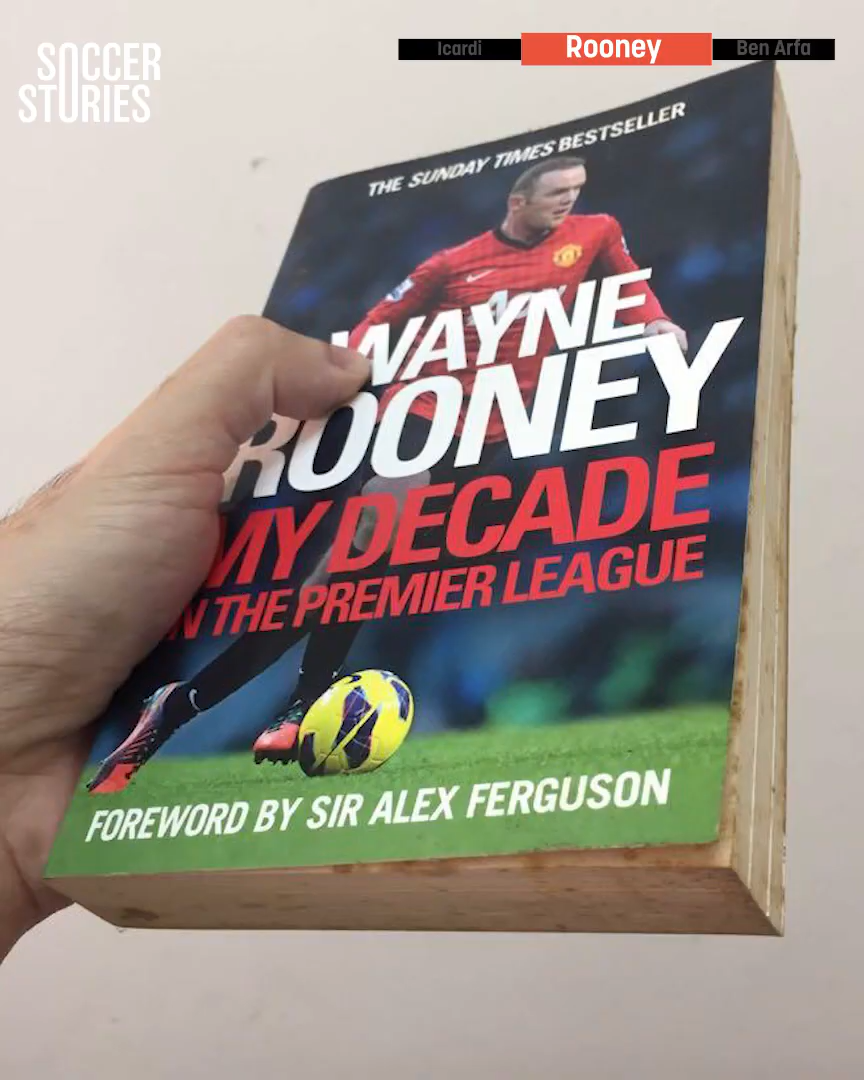 SOCCER
STORIES
Icardi
Rooney
Ben Arfa
THE SUNDAY TIMES BESTSELLER
WAYNE
ROONEY
MY DECADE
IN THE PREMIER LEAGUE
FOREWORD BY SIR ALEX FERGUSON